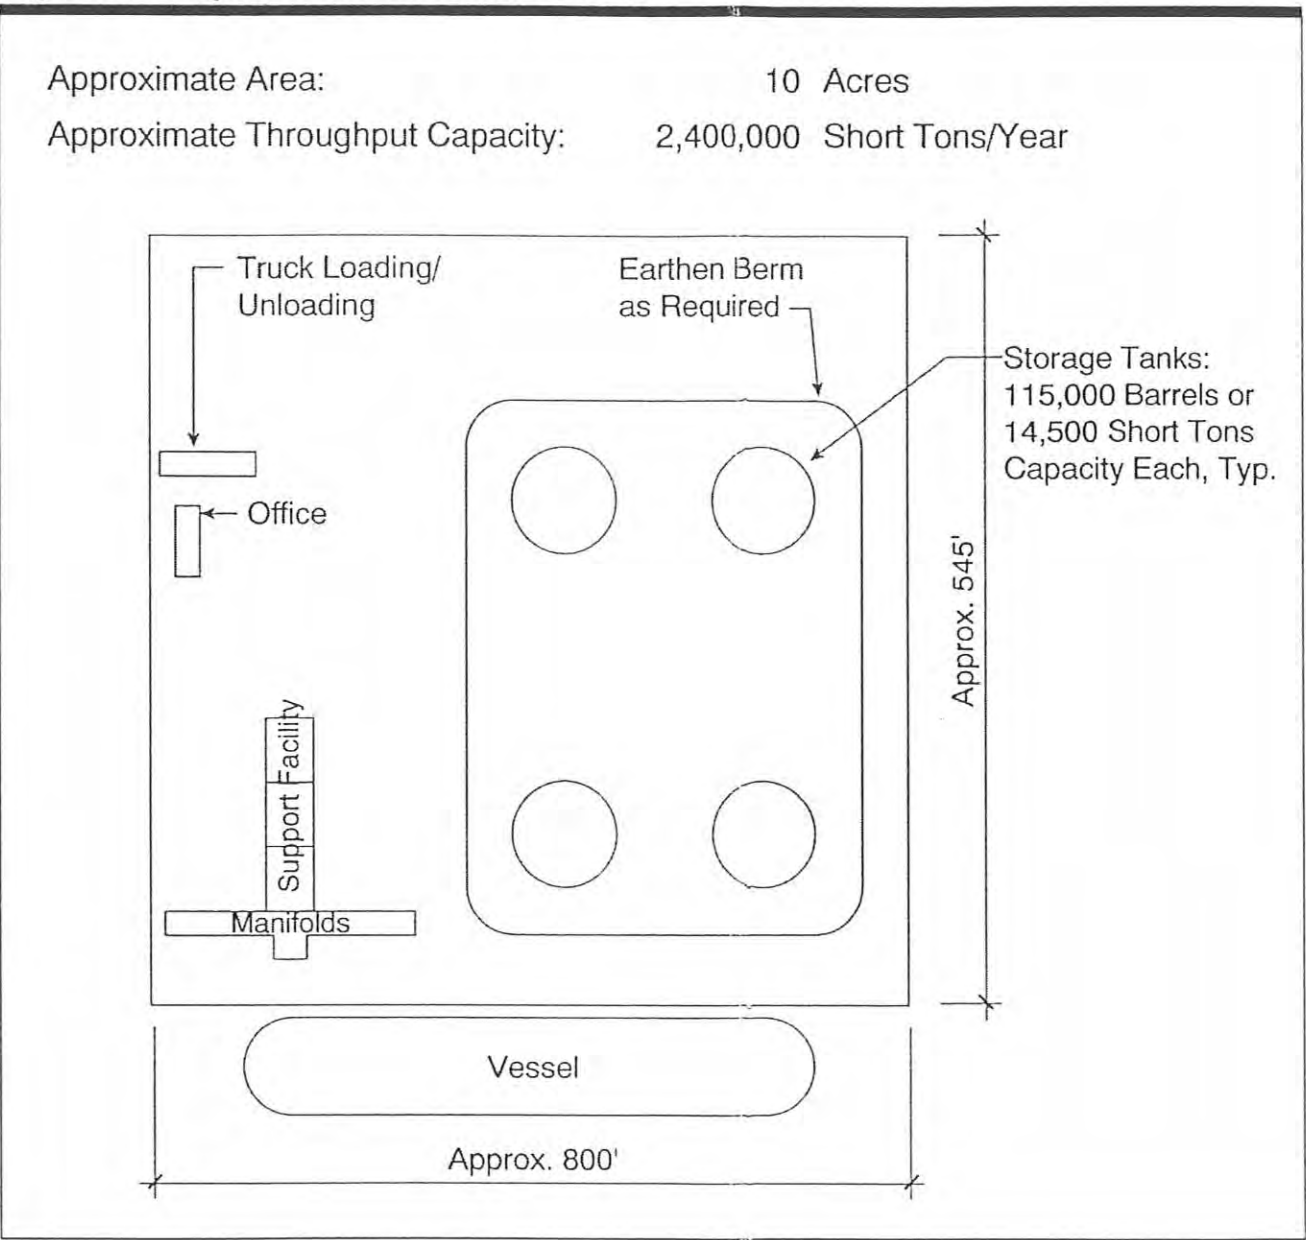 Approximate Area: 10 Acres
Approximate Throughput Capacity: 2,400,000 Short Tons/Year
Truck Loading/
Unloading
Earthen Berm
as Required
Storage Tanks:
115,000 Barrels or
14,500 Short Tons
Capacity Each, Typ.
Office
Approx. 545'
Support Facility
Manifolds
Vessel
Approx. 800'